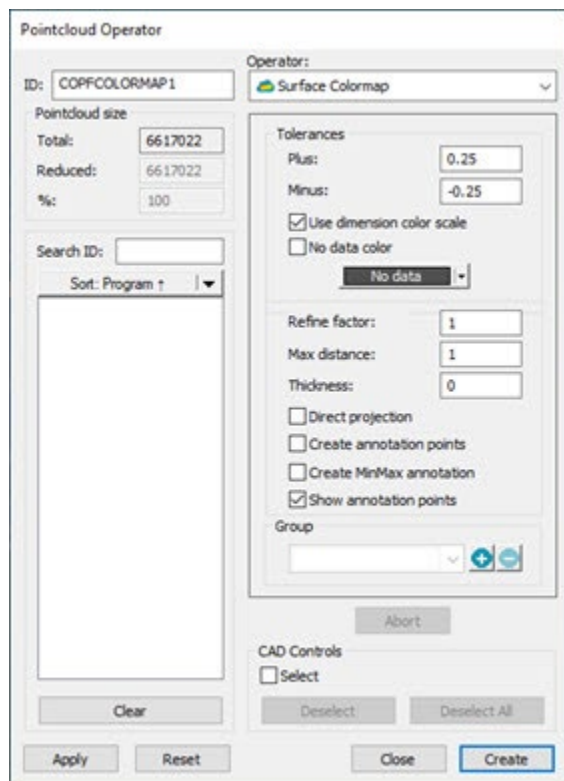 Pointcloud Operator
ID: COPFCOLORMAP1
Operator:
Surface Colormap
Pointcloud size
Total: 6617022
Reduced: 6617022
%: 100
Search ID:
Sort: Program ↑
Tolerances
Plus: 0.25
Minus: -0.25
Use dimension color scale
No data color
No data
Refine factor: 1
Max distance: 1
Thickness: 0
Direct projection
Create annotation points
Create MinMax annotation
Show annotation points
Group
Abort
CAD Controls
Select
Deselect Deselect All
Clear
Apply Reset Close Create